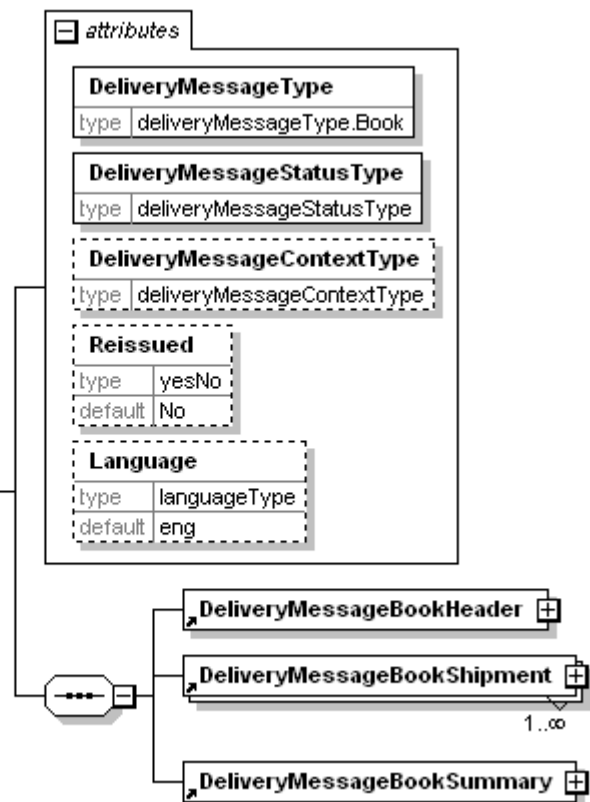 attributes
DeliveryMessageType
type deliveryMessageType.Book
DeliveryMessageStatusType
type deliveryMessageStatusType
DeliveryMessageContextType
type deliveryMessageContextType
Reissued
type yesNo
default No
Language
type languageType
default eng
DeliveryMessageBookHeader
DeliveryMessageBookShipment
1..∞
DeliveryMessageBookSummary